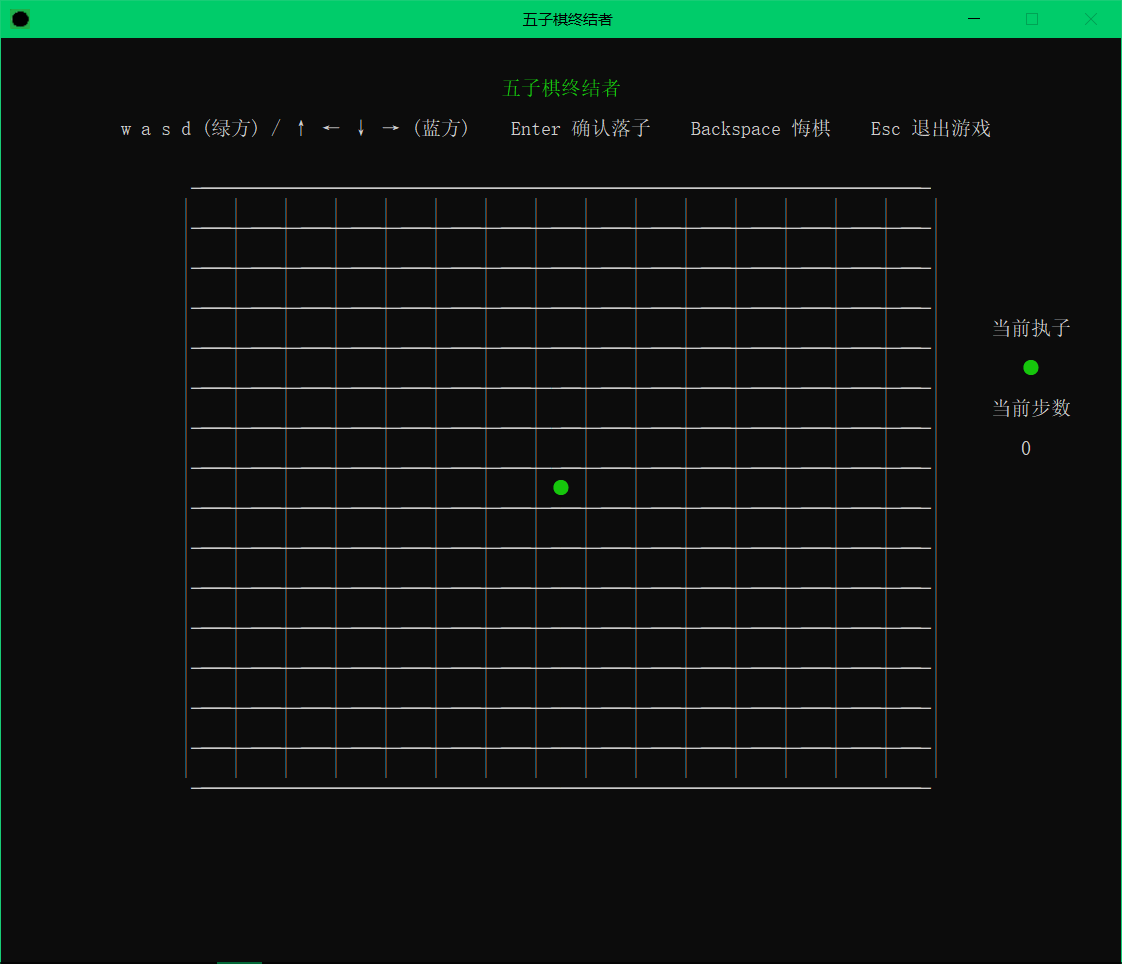 五子棋终结者
五子棋终结者
w a s d (绿方) / ↑ ← ↓ → (蓝方) Enter 确认落子 Backspace 悔棋 Esc 退出游戏
当前执子
当前步数
0